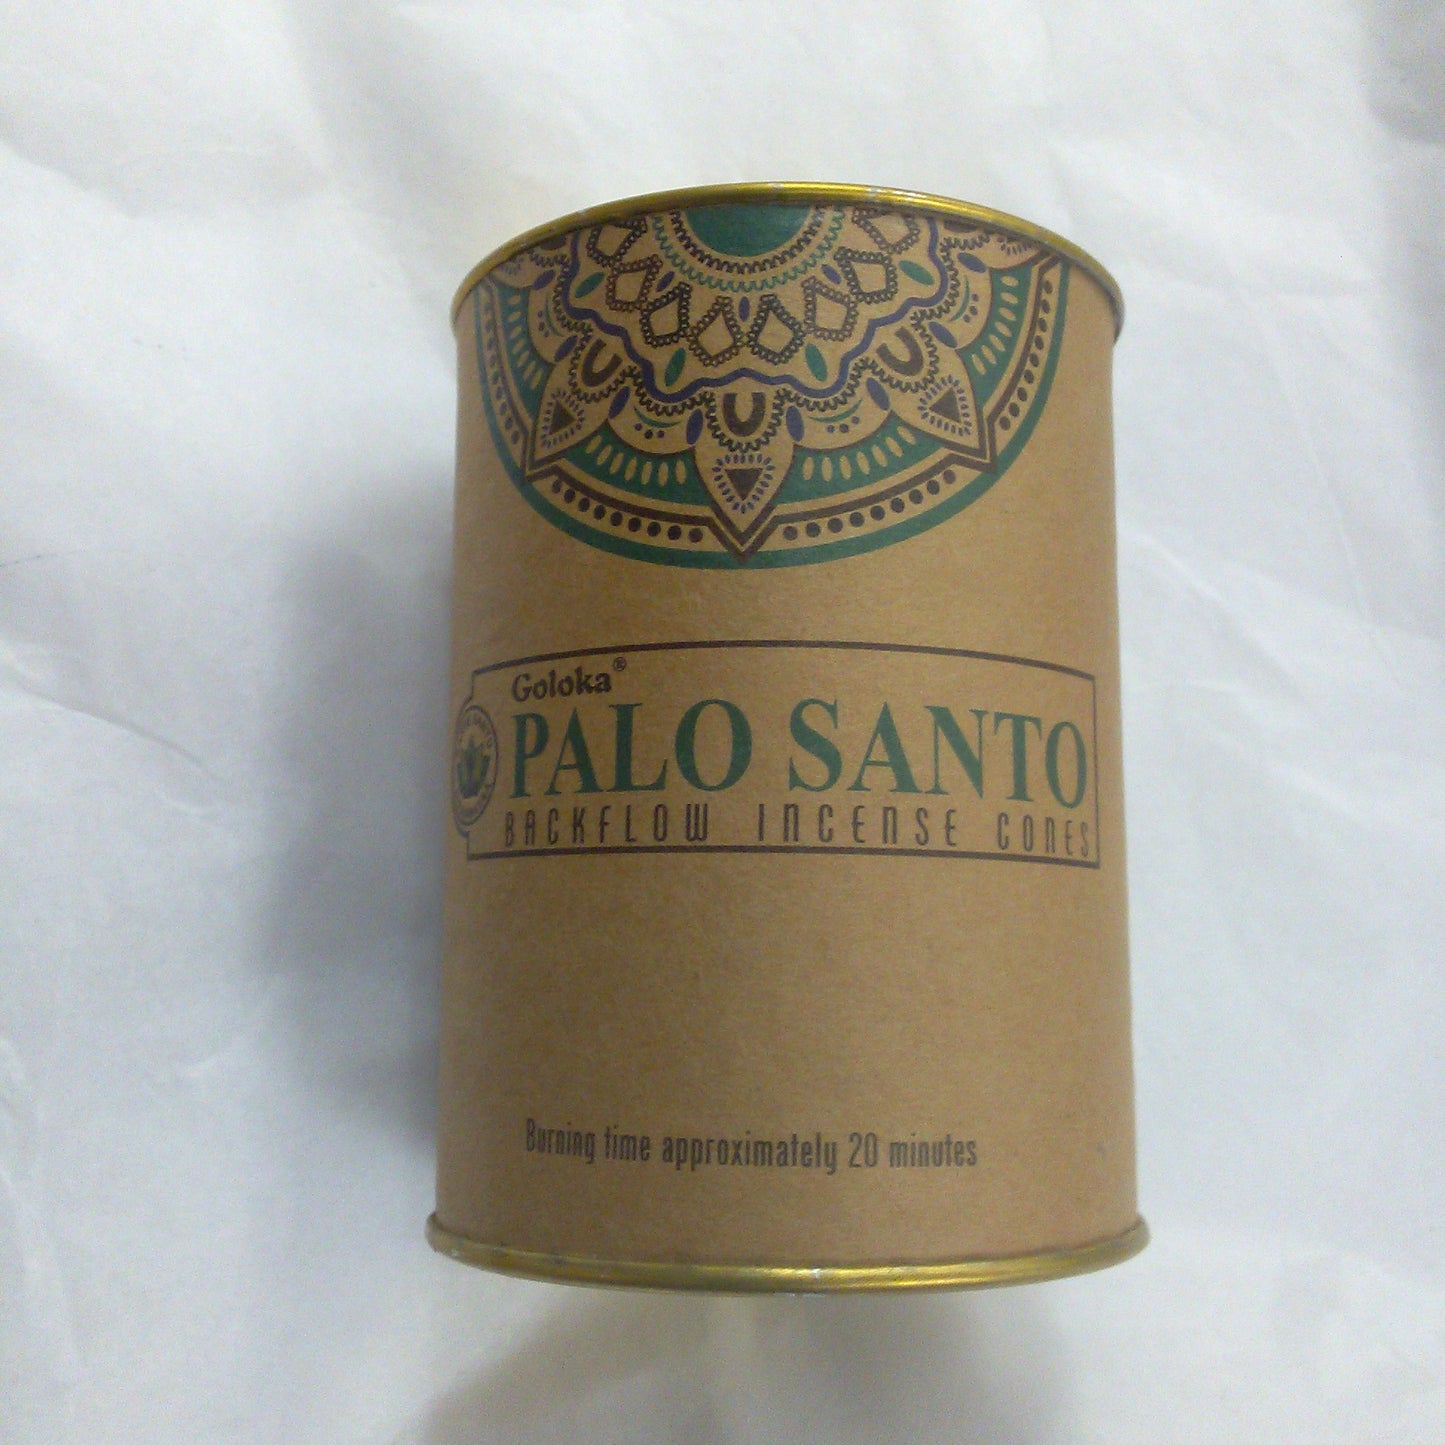 Goloka®
PALO SANTO
BACKFLOW INCENSE CONES
Burning time approximately 20 minutes